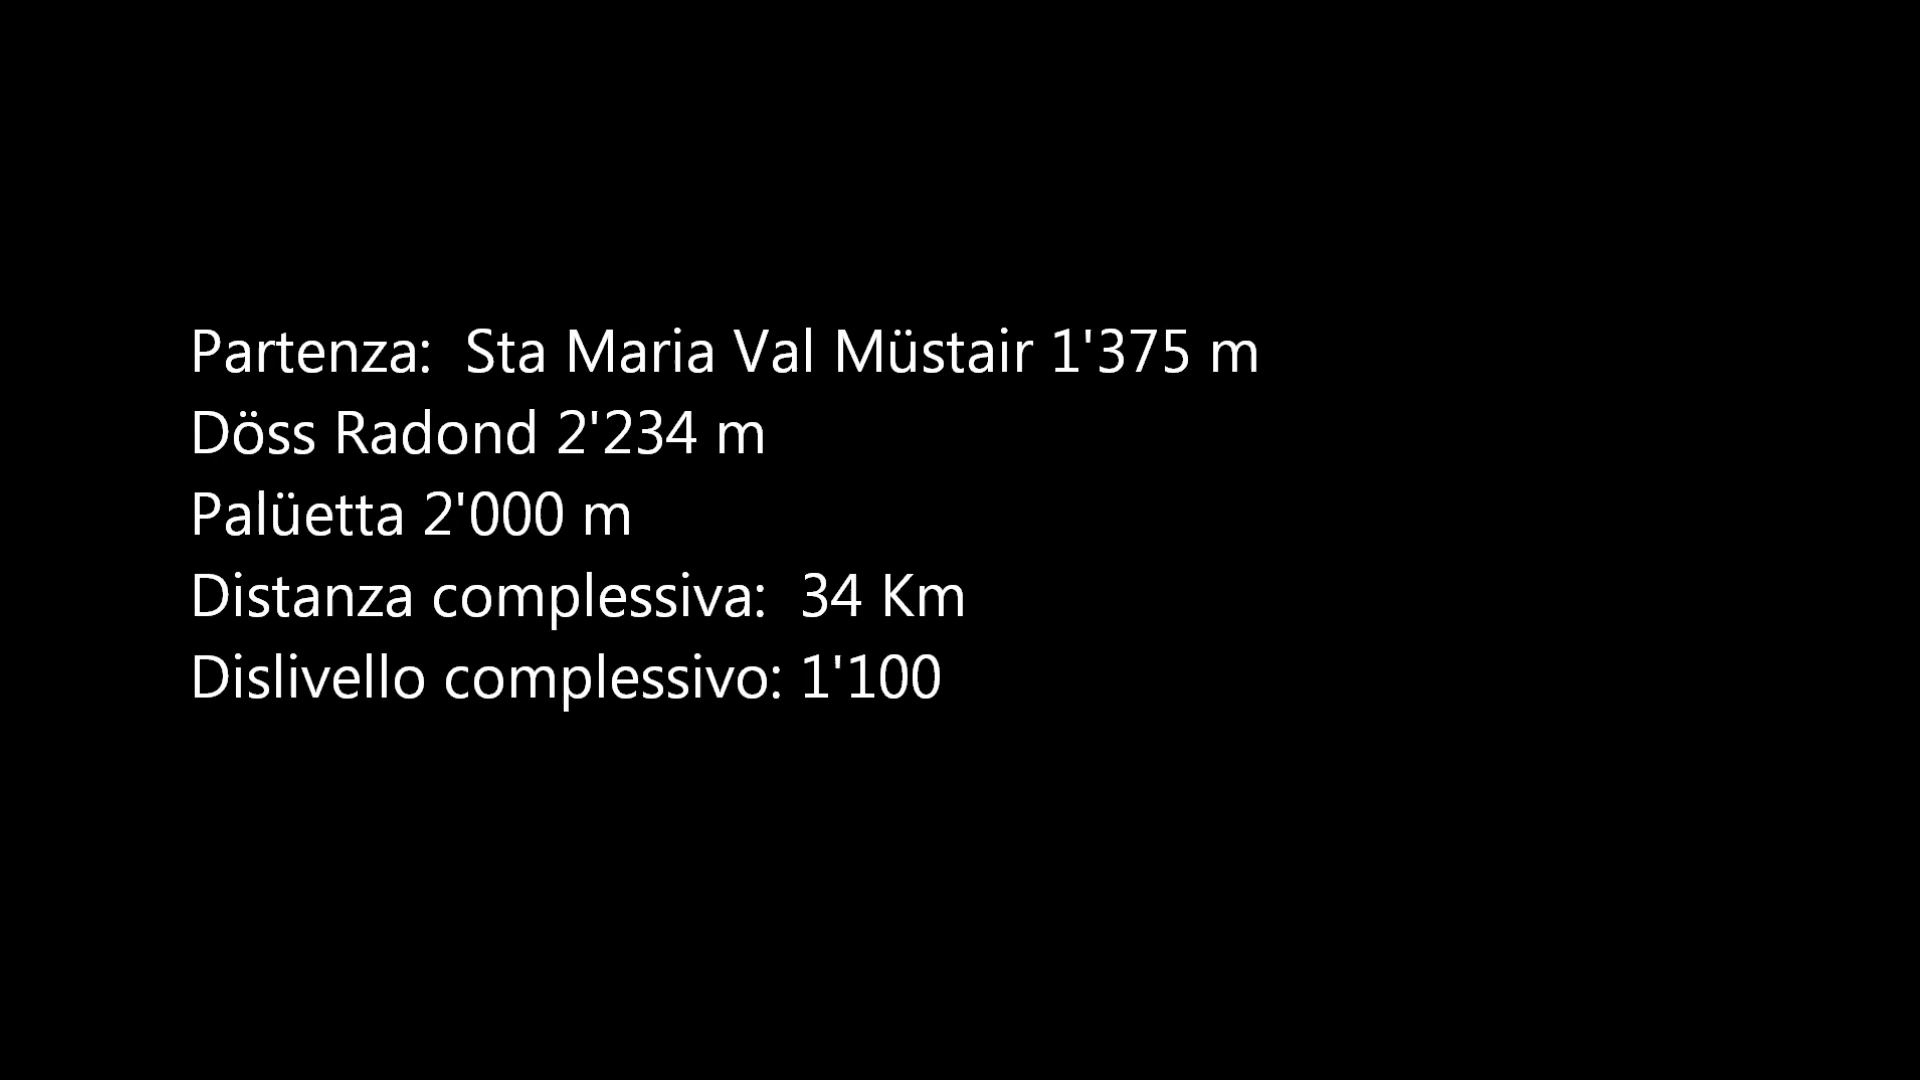 Partenza:  Sta Maria Val Müstair 1'375 m
Döss Radond 2'234 m
Palüetta 2'000 m
Distanza complessiva:  34 Km
Dislivello complessivo: 1'100